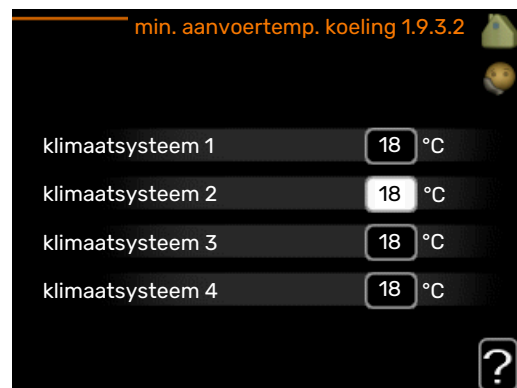 min. aanvoertemp. koeling 1.9.3.2
klimaatsysteem 1 18 °C
klimaatsysteem 2 18 °C
klimaatsysteem 3 18 °C
klimaatsysteem 4 18 °C
?